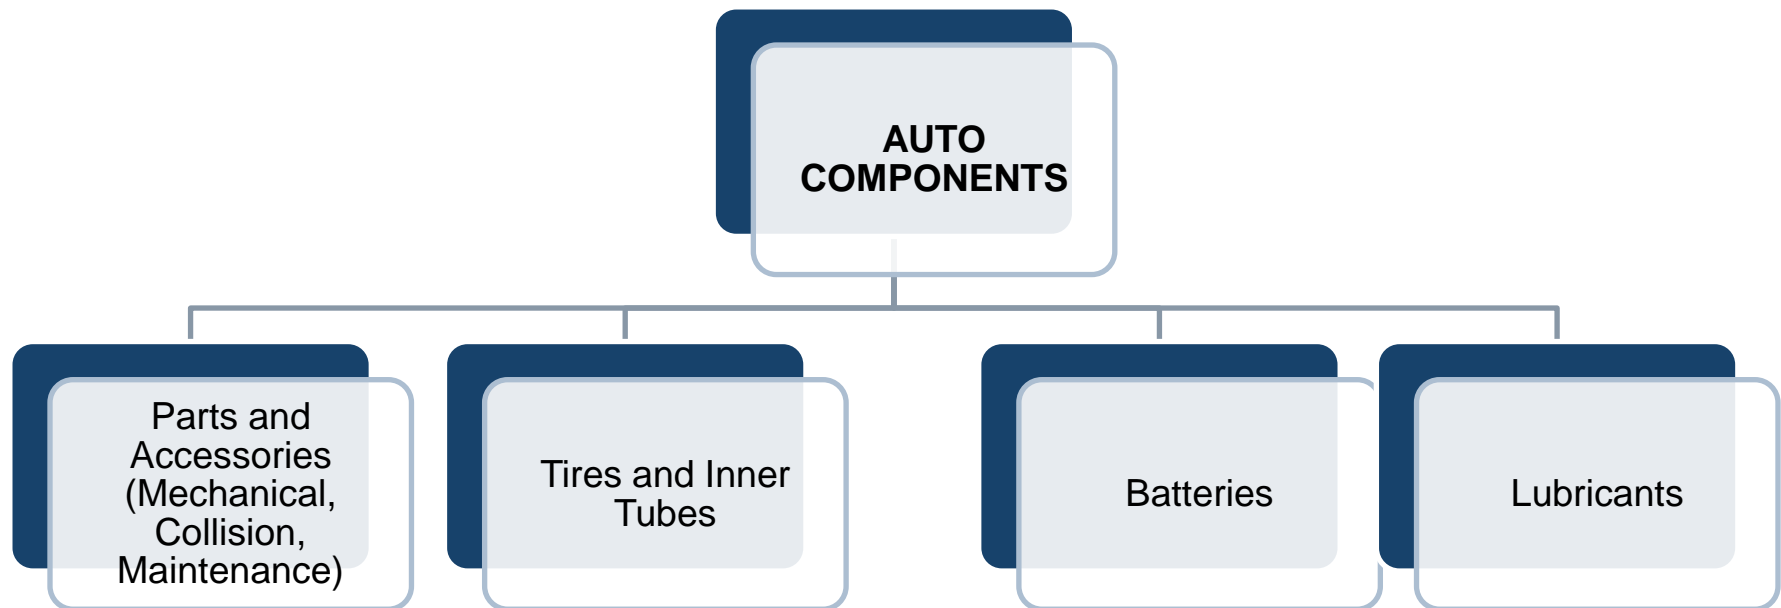 AUTO
COMPONENTS
Parts and
Accessories
(Mechanical,
Collision,
Maintenance)
Tires and Inner
Tubes
Batteries
Lubricants